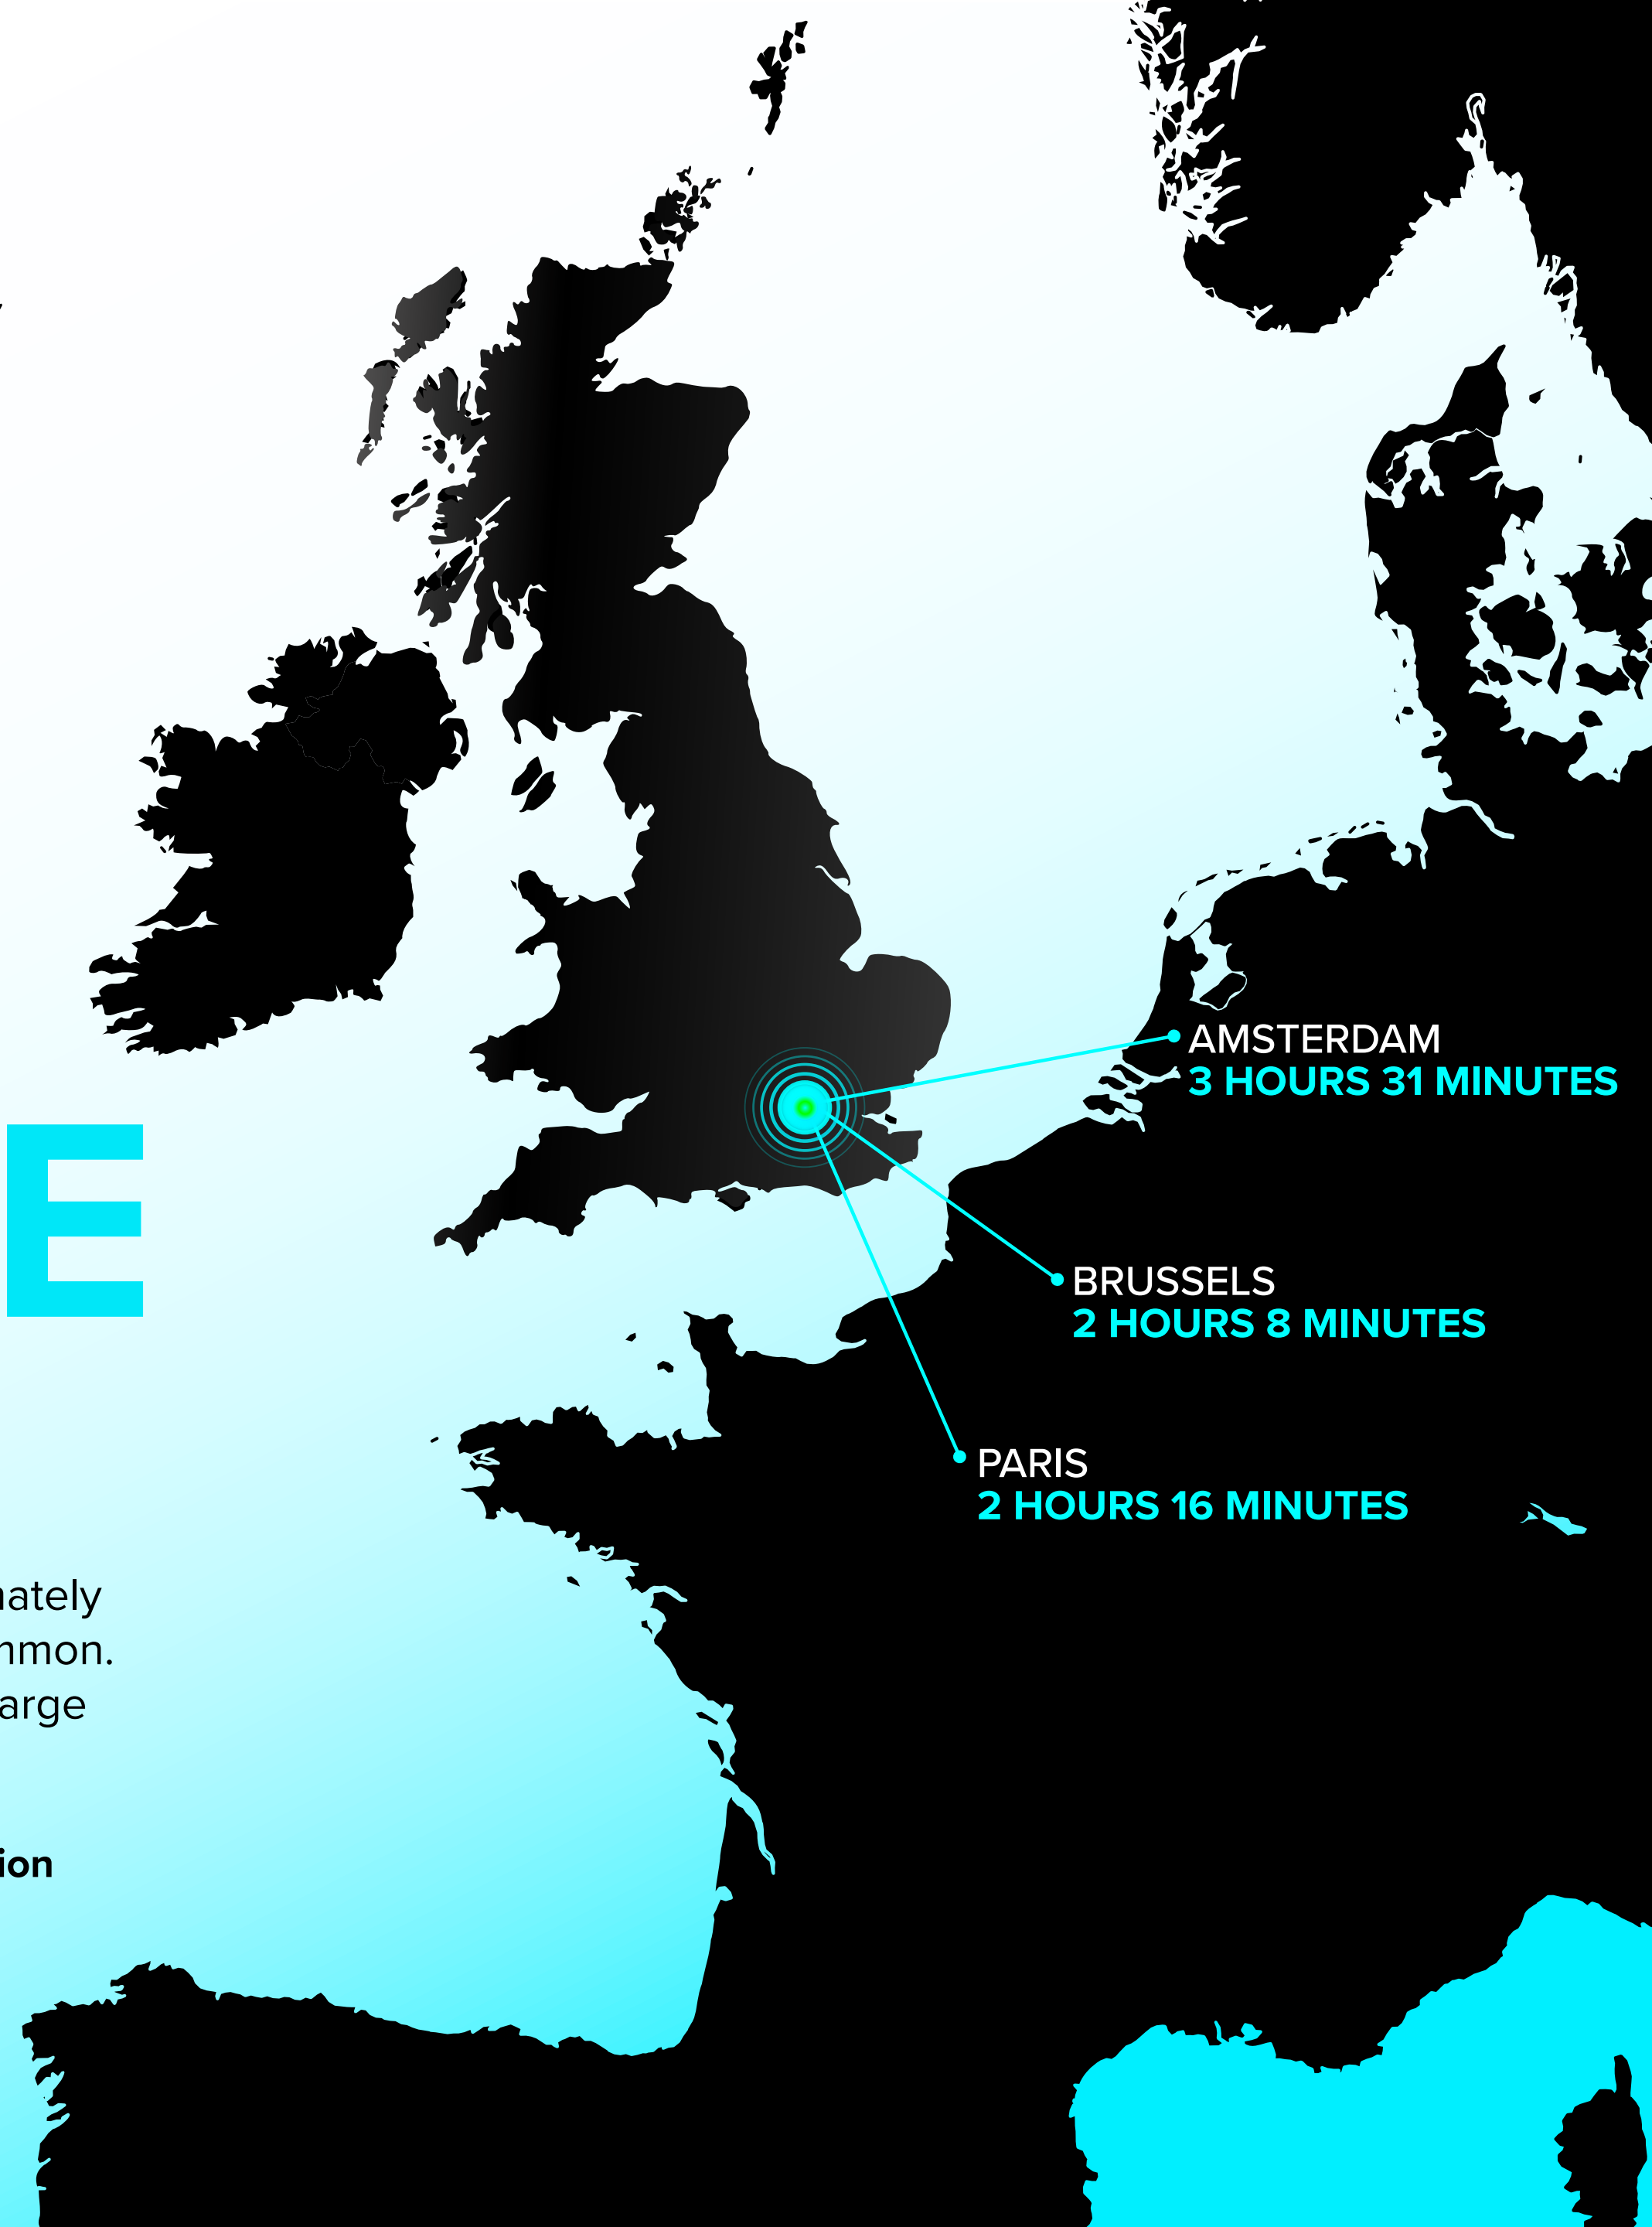 AMSTERDAM
3 HOURS 31 MINUTES
E
BRUSSELS
2 HOURS 8 MINUTES
PARIS
2 HOURS 16 MINUTES